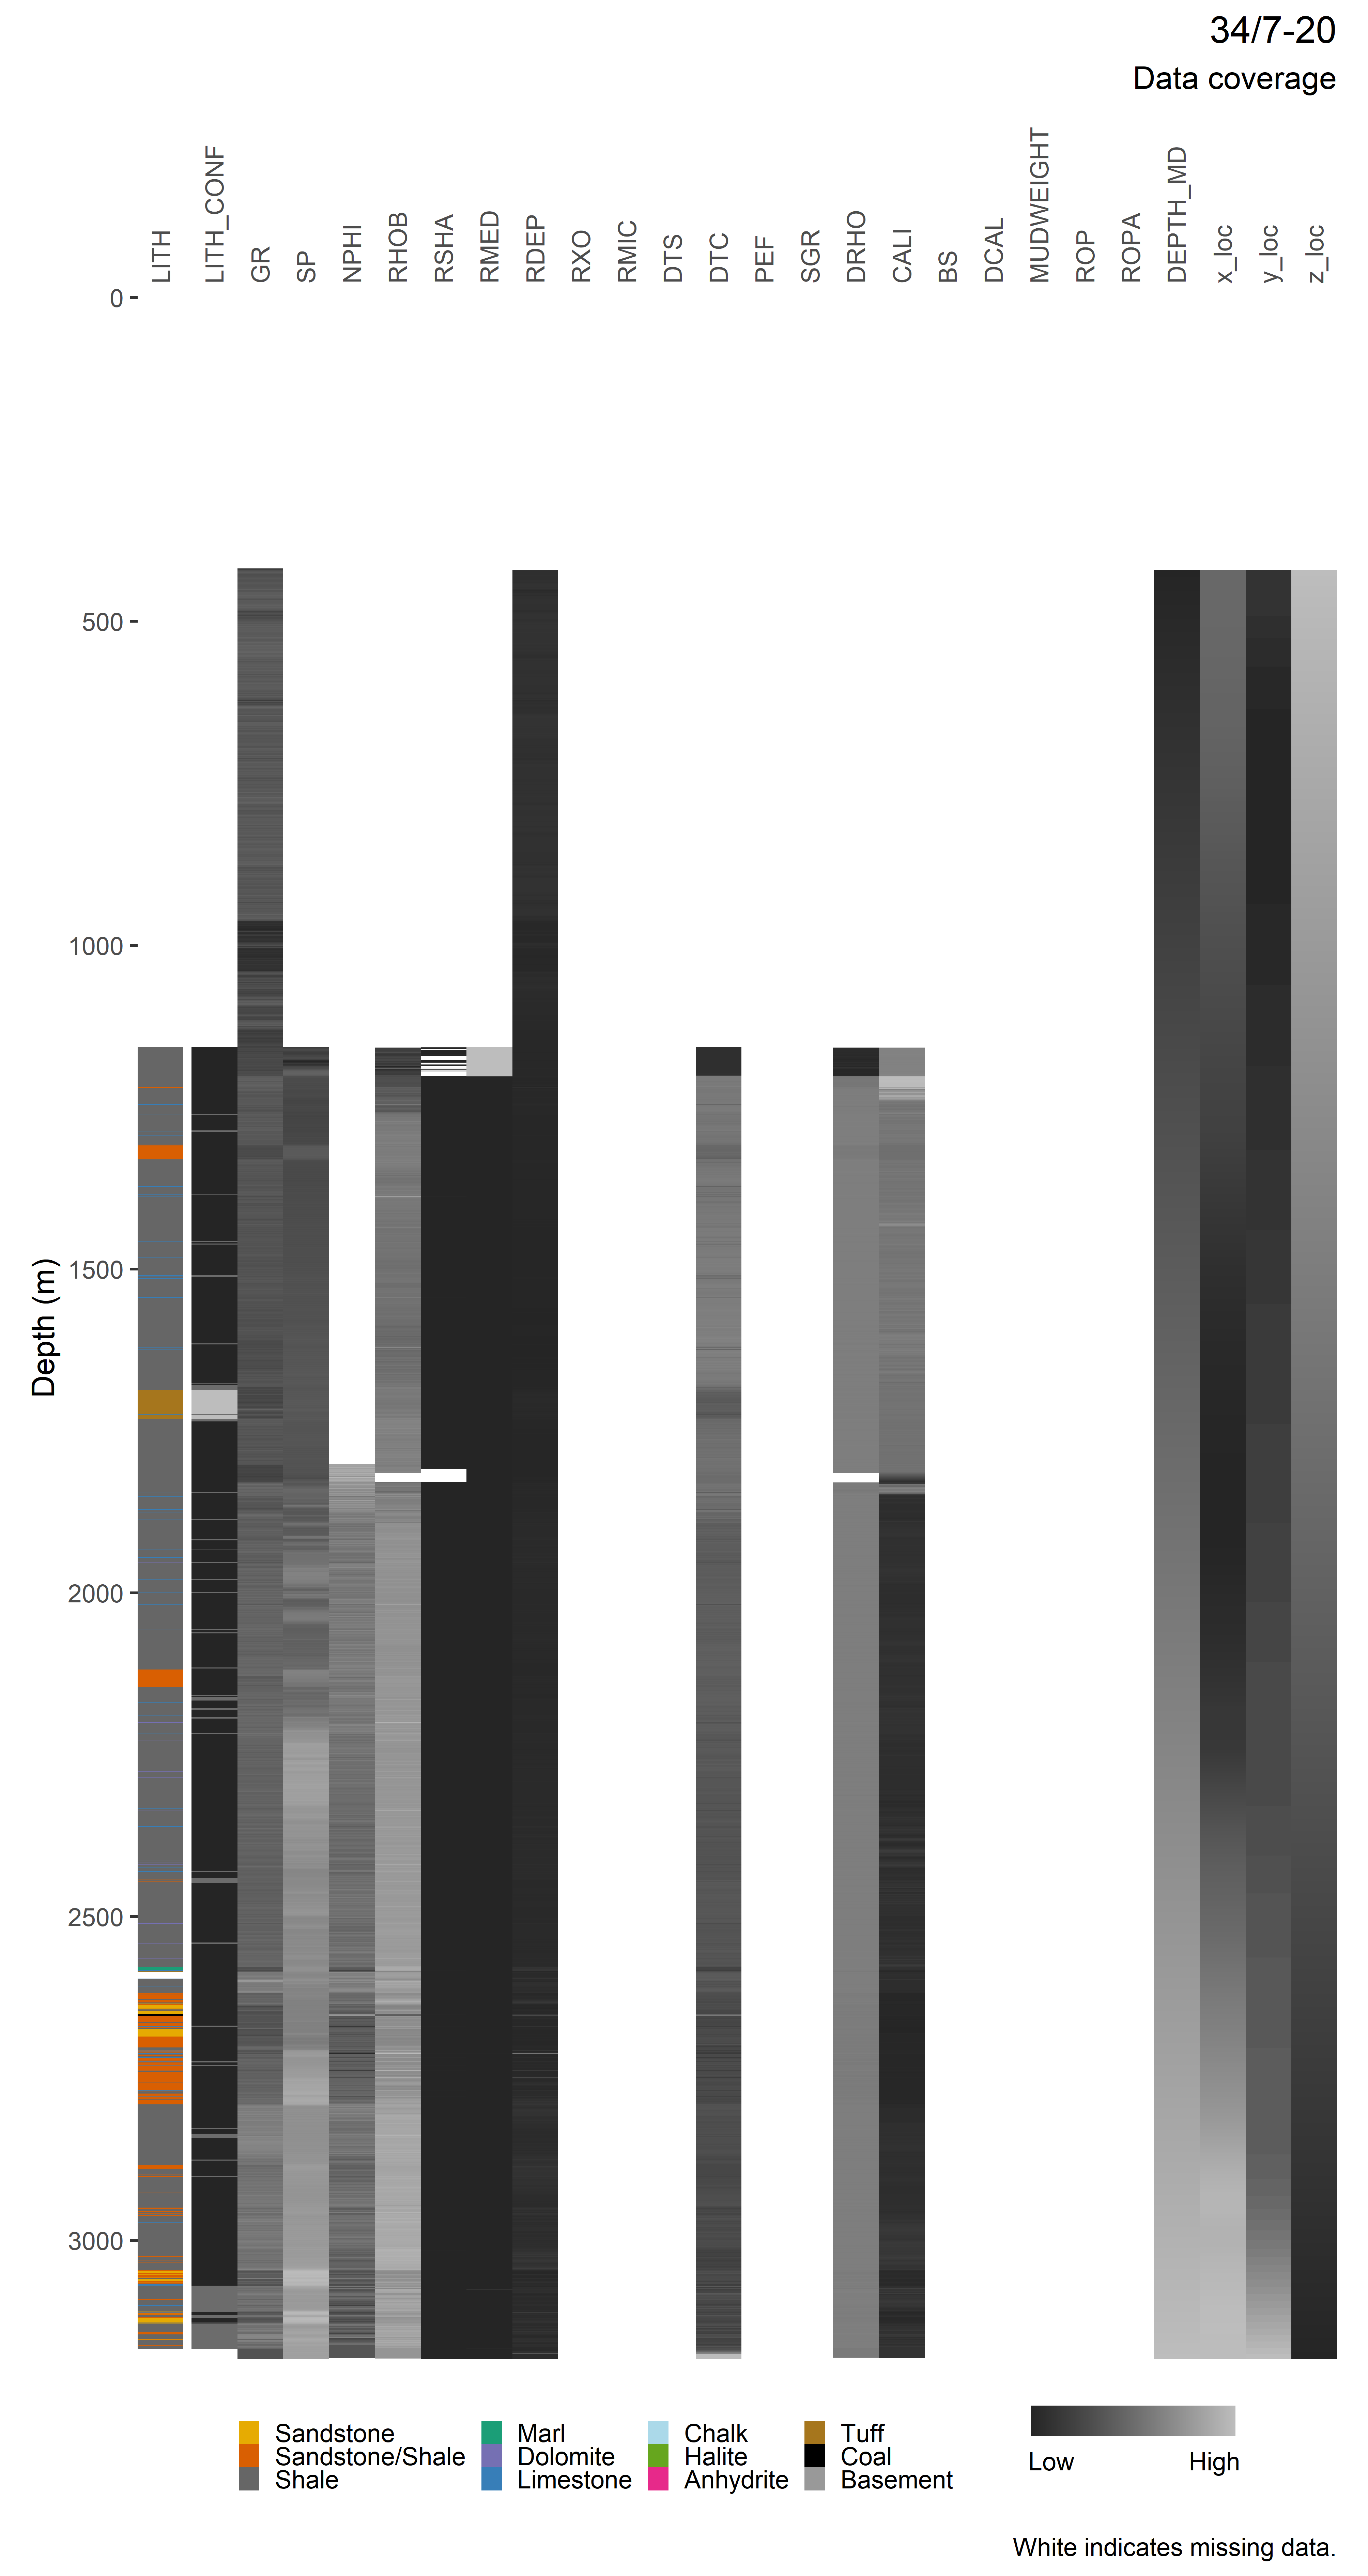 34/7-20
Data coverage
LITH
LITH_CONF
GR
SP
NPHI
RHOB
RSHA
RMED
RDEP
RXO
RMIC
DTS
DTC
PEF
SGR
DRHO
CALI
BS
DCAL
MUDWEIGHT
ROP
ROPA
DEPTH_MD
x_loc
y_loc
z_loc
0
500
1000
1500
2000
2500
3000
Depth (m)
Sandstone
Sandstone/Shale
Shale
Marl
Dolomite
Limestone
Chalk
Halite
Anhydrite
Tuff
Coal
Basement
Low
High
White indicates missing data.